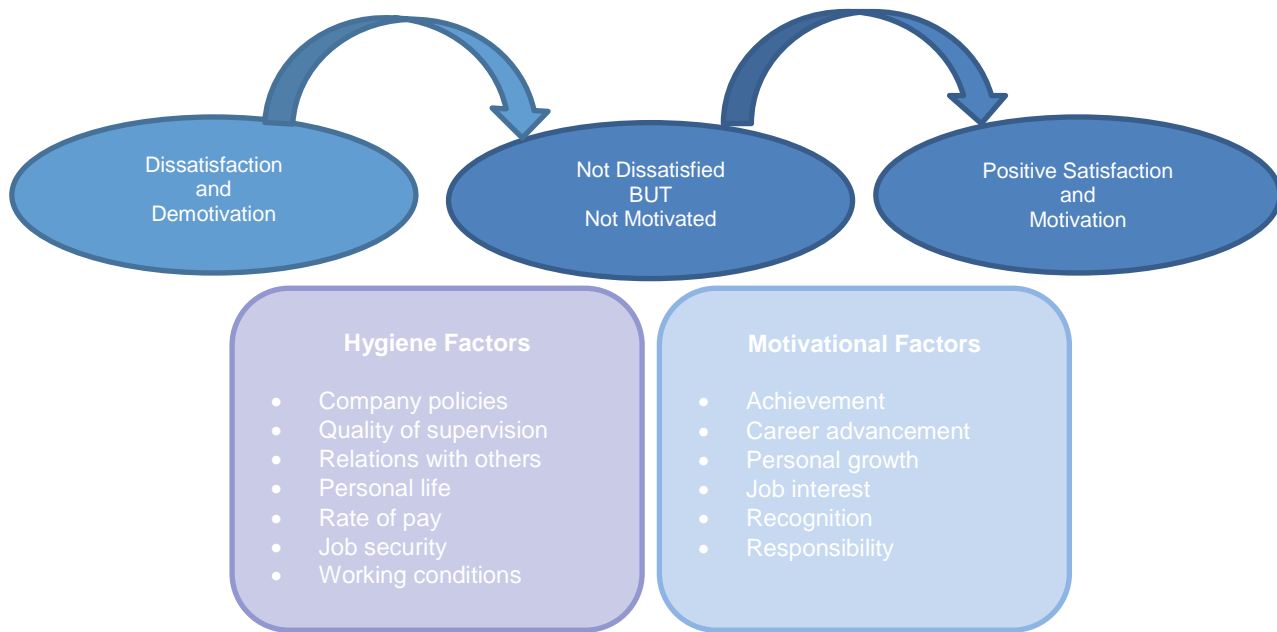 Dissatisfaction
and
Demotivation
Not Dissatisfied
BUT
Not Motivated
Positive Satisfaction
and
Motivation
Hygiene Factors
• Company policies
• Quality of supervision
• Relations with others
• Personal life
• Rate of pay
• Job security
• Working conditions
Motivational Factors
• Achievement
• Career advancement
• Personal growth
• Job interest
• Recognition
• Responsibility